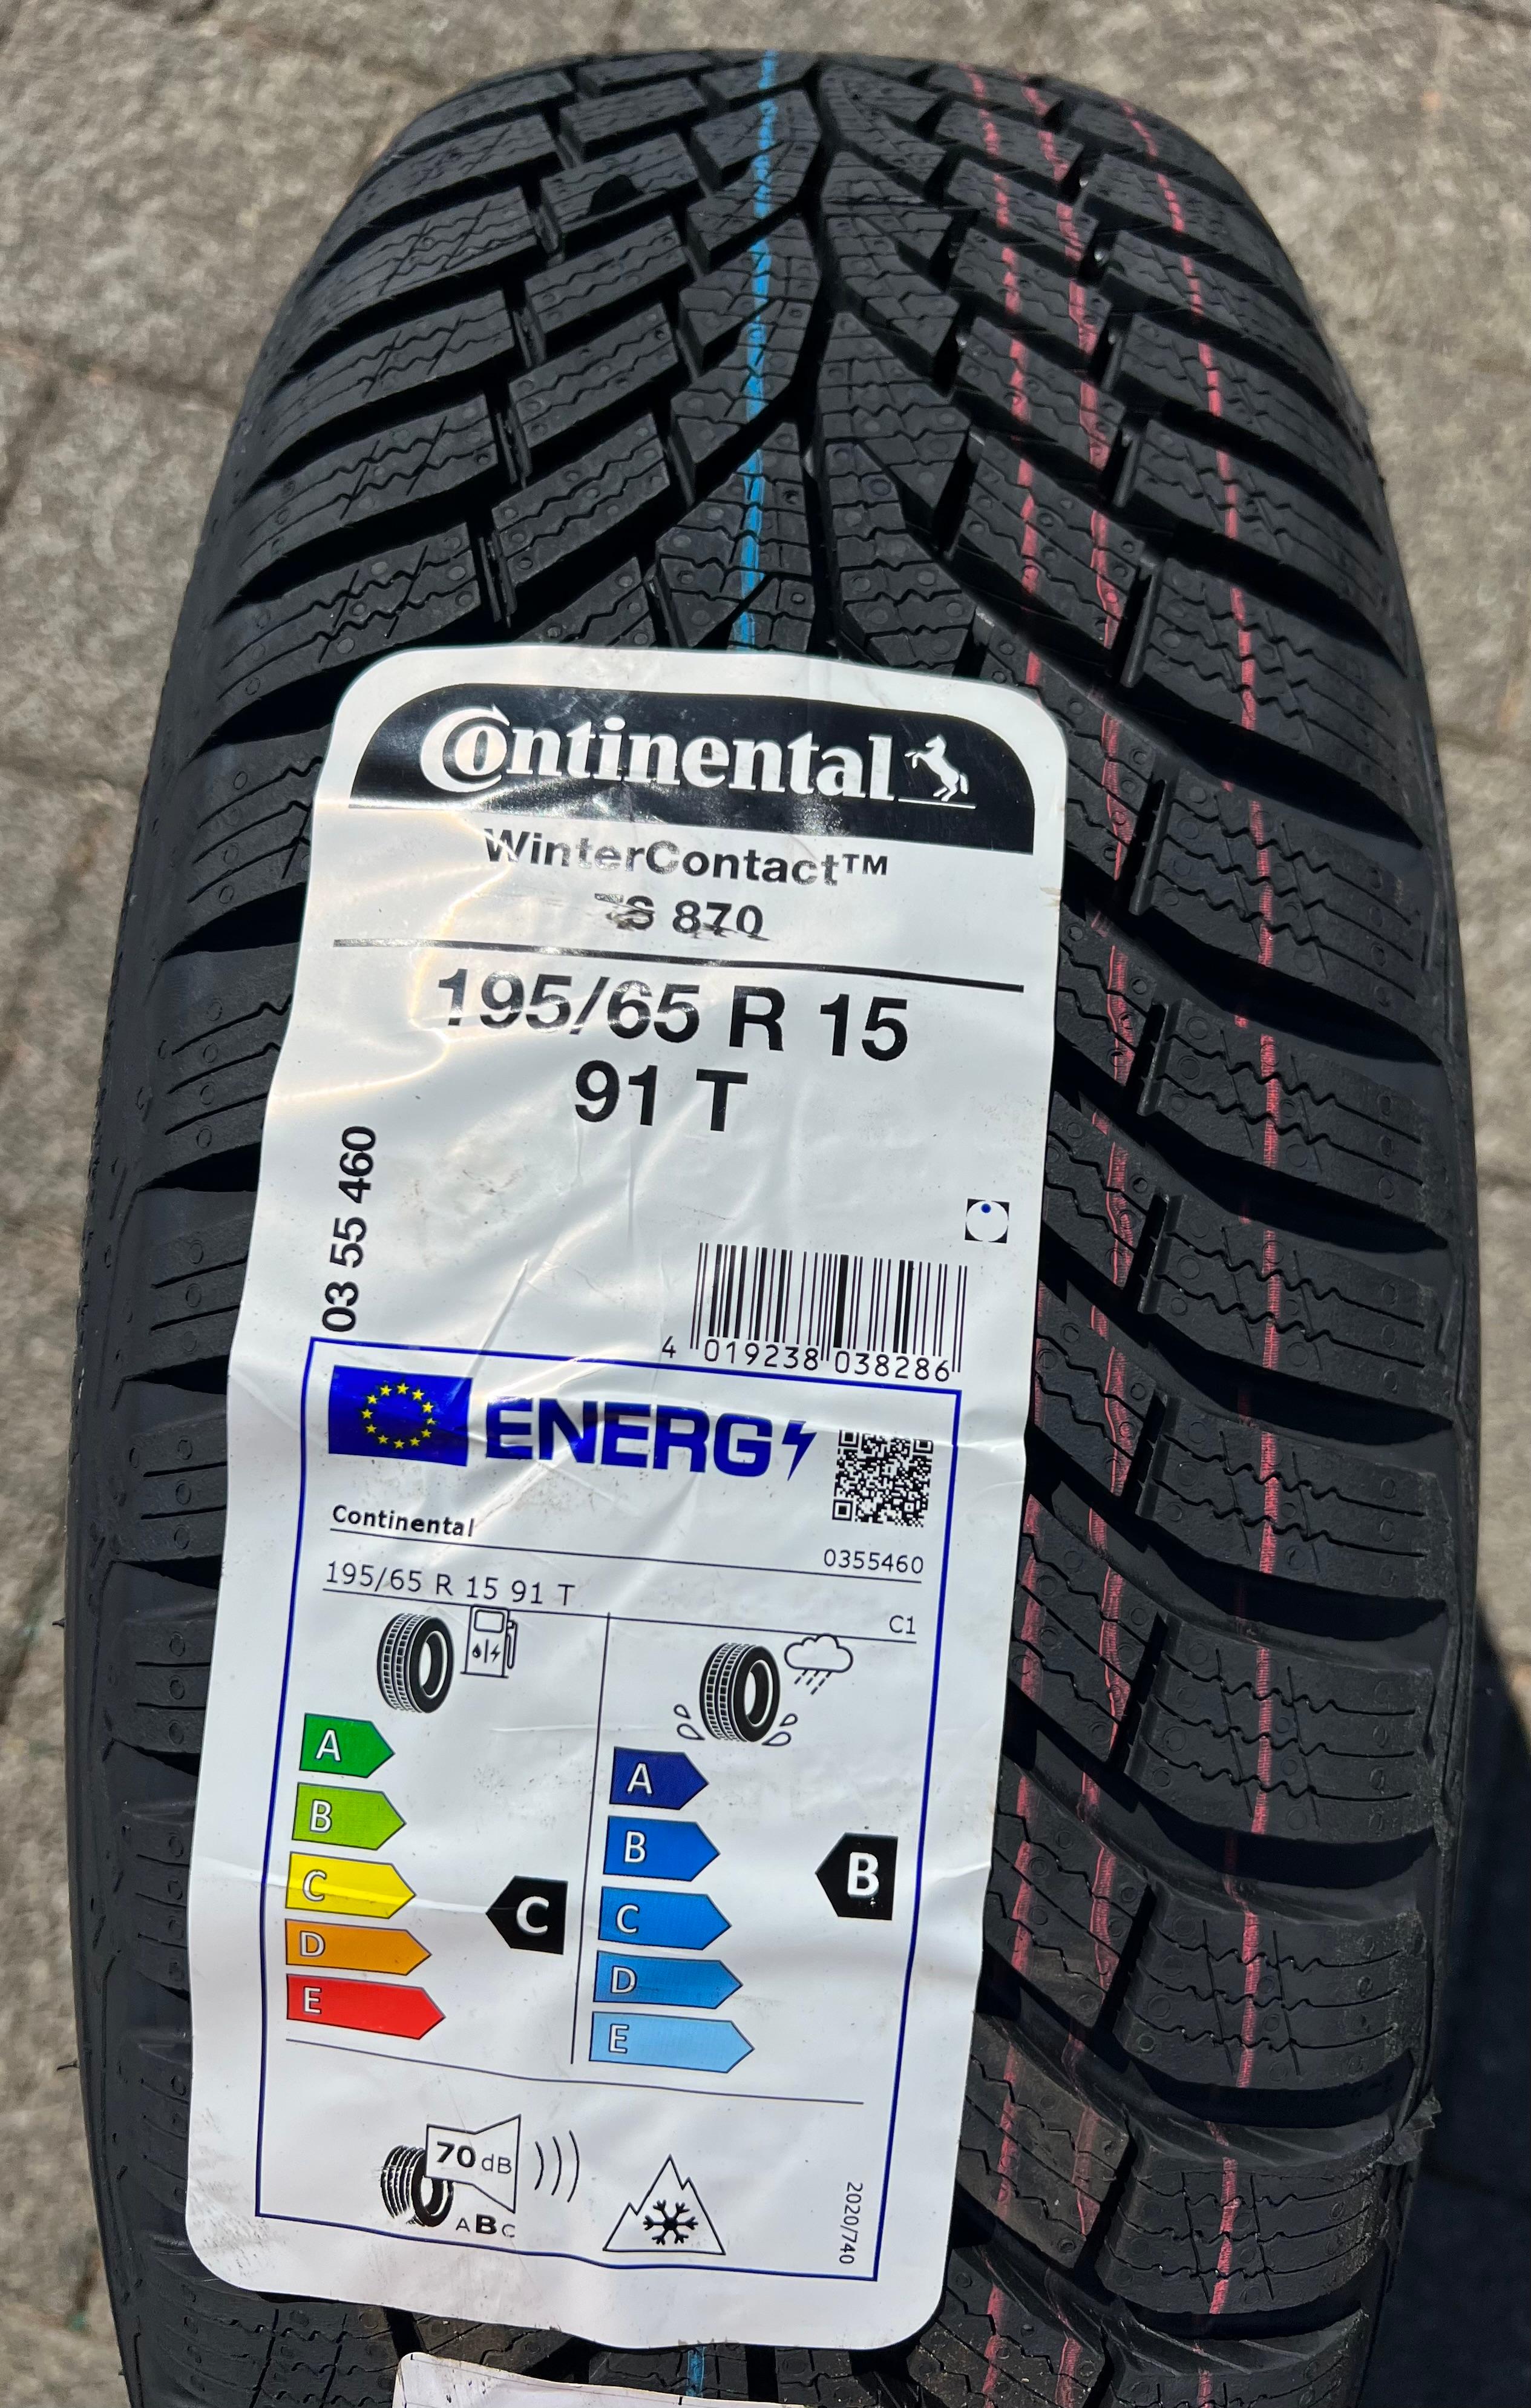 Continental
WinterContact™
TS 870
195/65 R 15
91 T
03 55 460
4 019238 038286
ENERG
Continental
0355460
195/65 R 15 91 T
C1
A
B
C
D
E
C
A
B
C
D
E
B
70 dB
ABC
2020/740